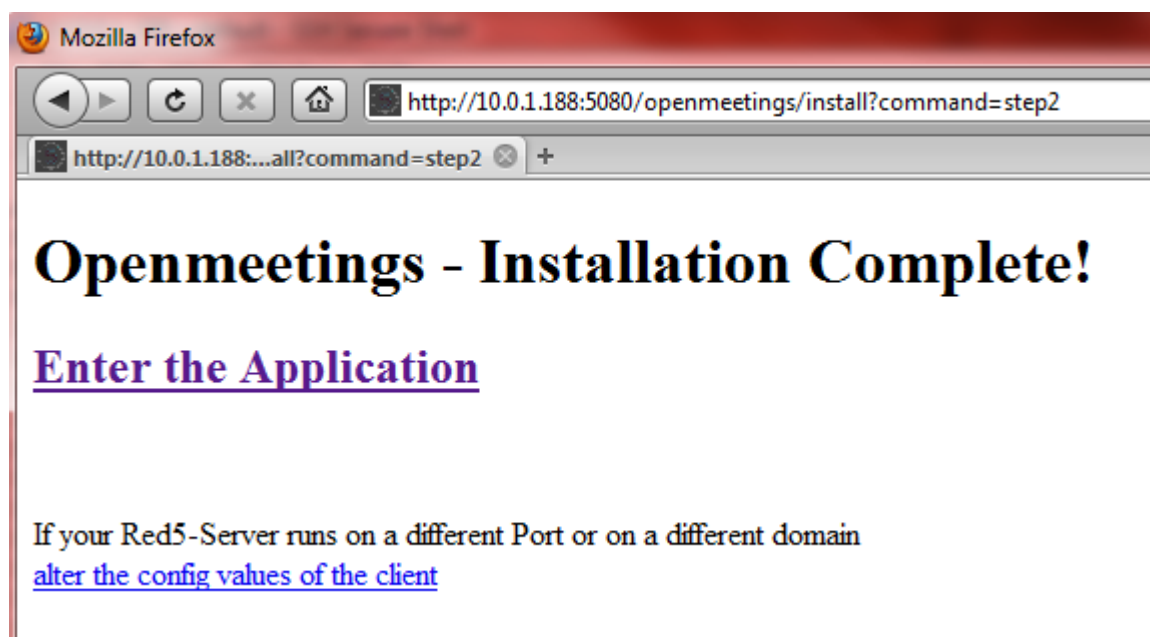 Mozilla Firefox
http://10.0.1.188:5080/openmeetings/install?command=step2
http://10.0.1.188:...all?command=step2
Openmeetings - Installation Complete!
Enter the Application
If your Red5-Server runs on a different Port or on a different domain
alter the config values of the client